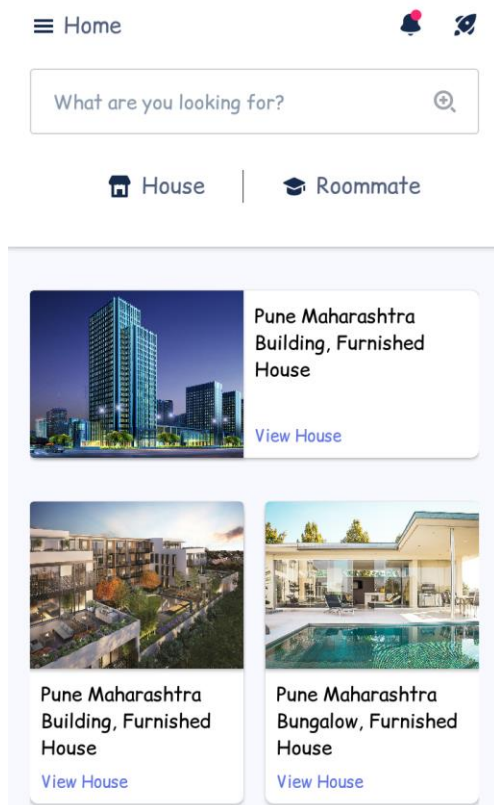 Home
What are you looking for?
House
Roommate
Pune Maharashtra
Building, Furnished
House
View House
Pune Maharashtra
Building, Furnished
House
View House
Pune Maharashtra
Bungalow, Furnished
House
View House